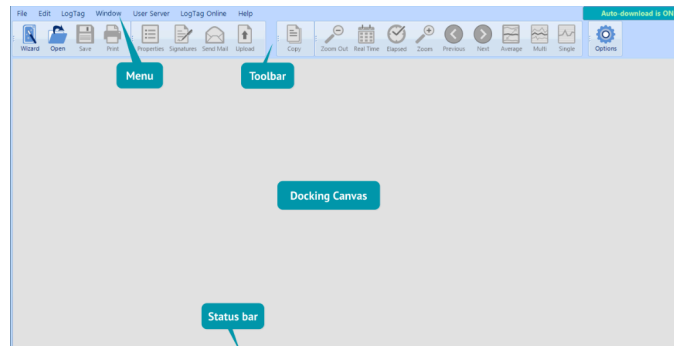 File Edit LogTag Window User Server LogTag Online Help Auto-download is ON
Wizard Open Save Print Properties Signatures Send Mail Upload Copy Zoom Out Real Time Elapsed Zoom Previous Next Average Multi Single Options
Menu Toolbar
Docking Canvas
Status bar